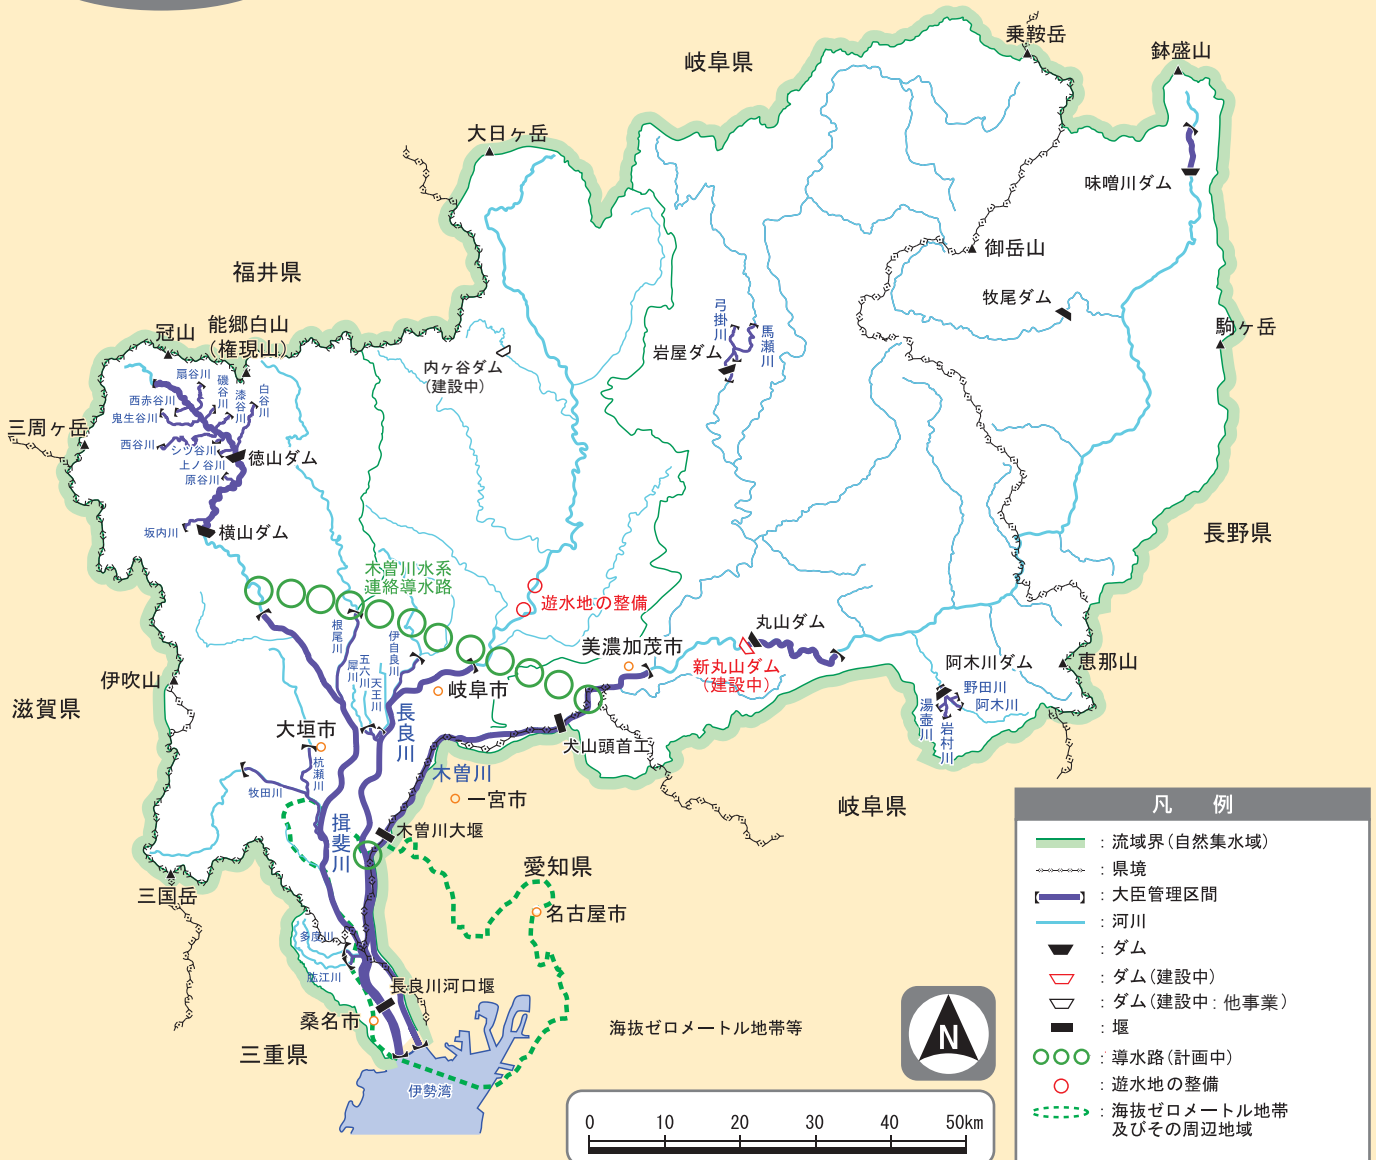 岐阜県
乗鞍岳
鉢盛山
大日ヶ岳
味噌川ダム
御岳山
福井県
牧尾ダム
能郷白山
(権現山)
冠山
弓掛川
馬瀬川
駒ヶ岳
岩屋ダム
内ヶ谷ダム
(建設中)
扇谷川
磯谷川
漆谷川
白谷川
西赤谷川
鬼生谷川
三周ヶ岳
西谷川
シツ谷川
上ノ谷川
原谷川
徳山ダム
坂内川
横山ダム
長野県
木曽川水系
連絡導水路
遊水地の整備
根尾川
伊自良川
五六川
犀川
天王川
美濃加茂市
丸山ダム
新丸山ダム
(建設中)
阿木川ダム
恵那山
野田川
阿木川
湯壺川
岩村川
伊吹山
滋賀県
岐阜市
長良川
大垣市
犬山頭首工
杭瀬川
木曽川
牧田川
一宮市
岐阜県
揖斐川
木曽川大堰
愛知県
三国岳
名古屋市
多度川
肱江川
長良川河口堰
桑名市
三重県
海抜ゼロメートル地帯等
伊勢湾
N
0 10 20 30 40 50km
凡 例
：流域界(自然集水域)
：県境
：大臣管理区間
：河川
：ダム
：ダム(建設中)
：ダム(建設中：他事業)
：堰
：導水路(計画中)
：遊水地の整備
：海抜ゼロメートル地帯
及びその周辺地域